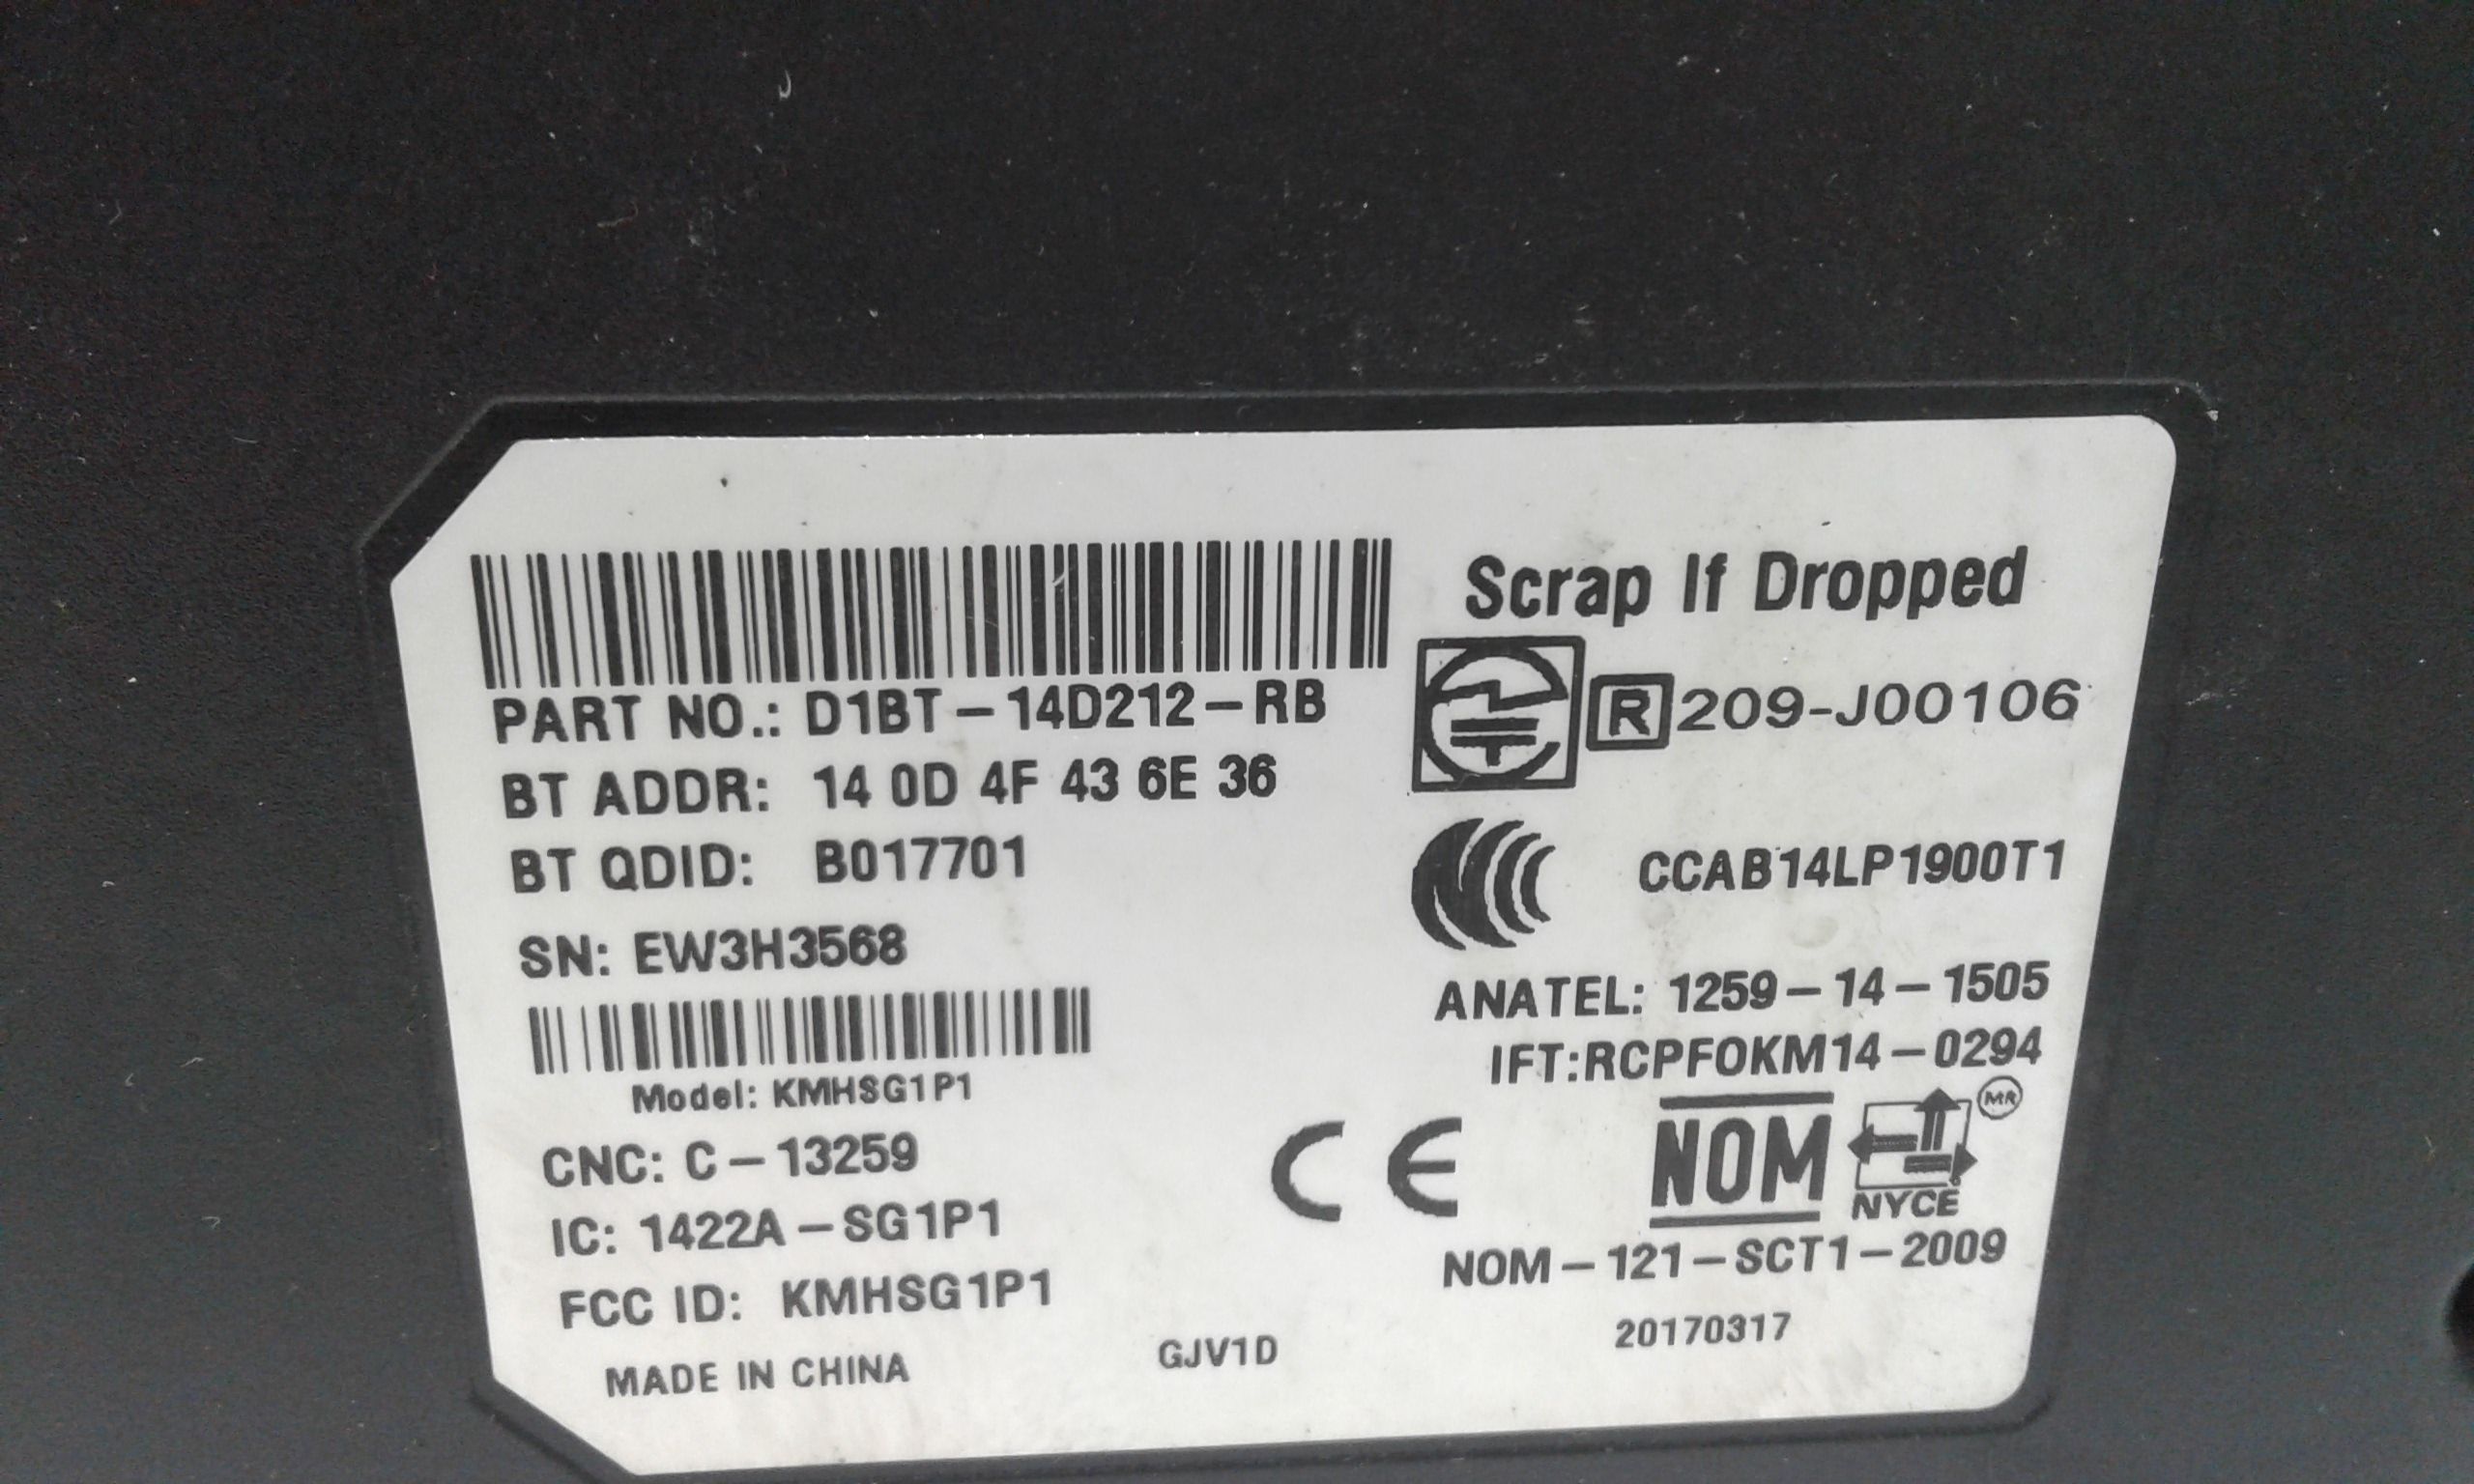 Scrap If Dropped
PART NO.: D1BT-14D212-RB
R 209-J00106
BT ADDR: 14 0D 4F 43 6E 36
BT QDID: B017701
CCAB14LP1900T1
SN: EW3H3568
ANATEL: 1259-14-1505
IFT:RCPFOKM14-0294
Model: KMHSG1P1
MR
CNC: C-13259
CE
NOM
NYCE
IC: 1422A-SG1P1
NOM-121-SCT1-2009
FCC ID: KMHSG1P1
20170317
MADE IN CHINA
GJV1D